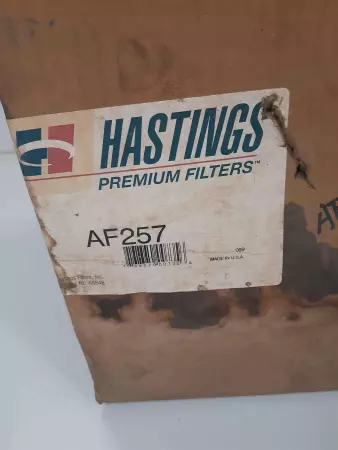 HASTINGS
PREMIUM FILTERS™
AF257
MADE IN U.S.A.